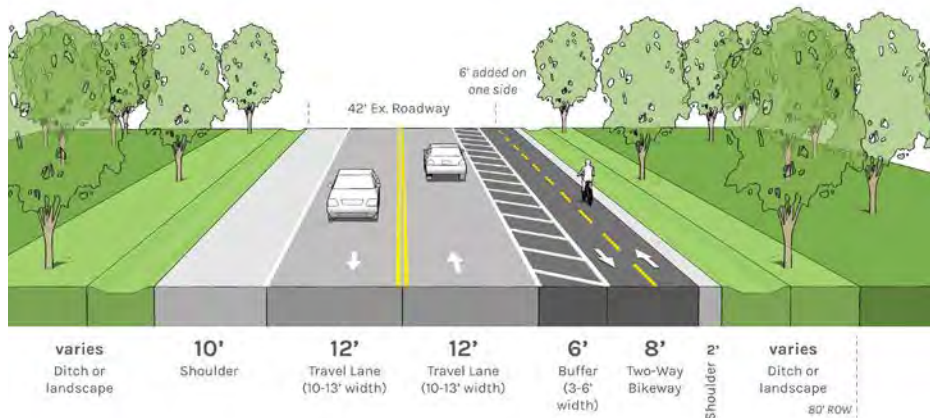 6' added on
one side
42' Ex. Roadway
varies
Ditch or
landscape
10'
Shoulder
12'
Travel Lane
(10-13' width)
12'
Travel Lane
(10-13' width)
6'
Buffer
(3-6'
width)
8'
Two-Way
Bikeway
Shoulder 2'
varies
Ditch or
landscape
80' ROW